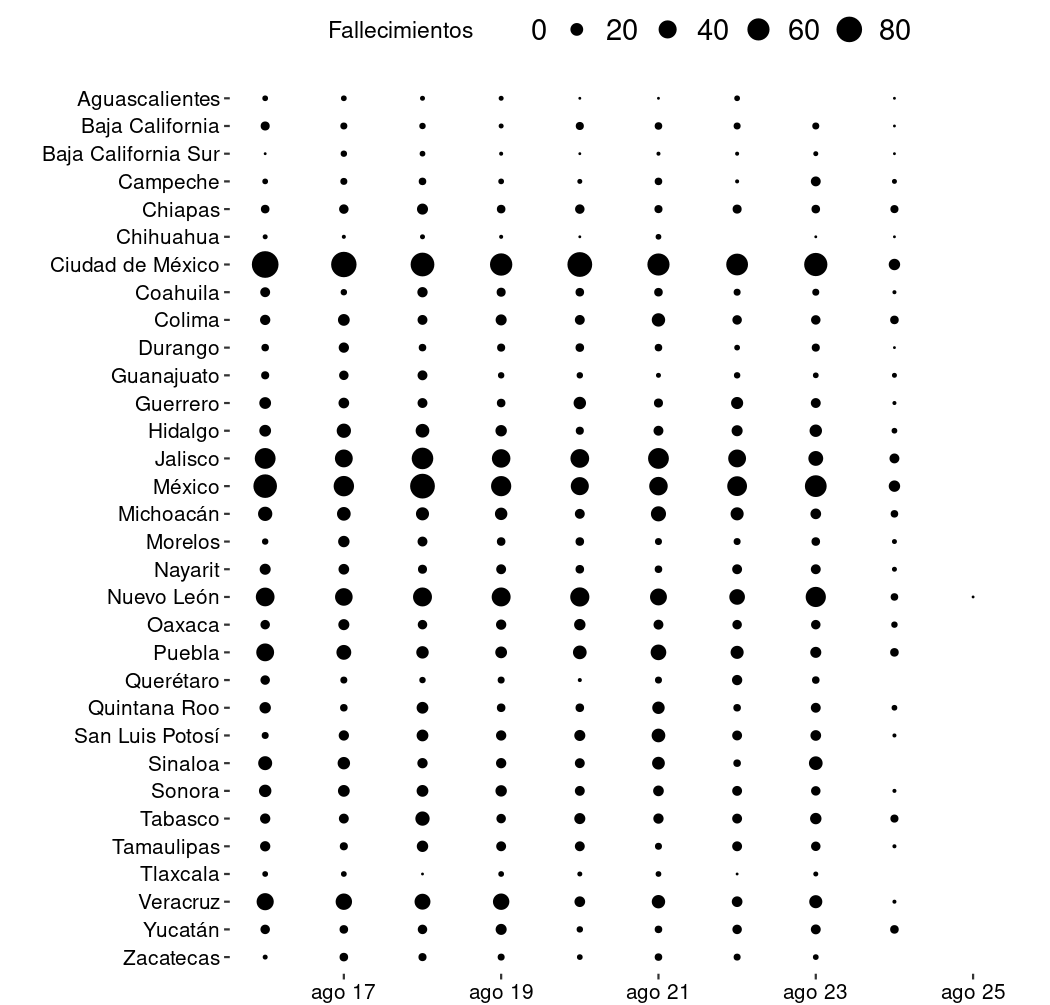 Fallecimientos 0 20 40 60 80
Aguascalientes
Baja California
Baja California Sur
Campeche
Chiapas
Chihuahua
Ciudad de México
Coahuila
Colima
Durango
Guanajuato
Guerrero
Hidalgo
Jalisco
México
Michoacán
Morelos
Nayarit
Nuevo León
Oaxaca
Puebla
Querétaro
Quintana Roo
San Luis Potosí
Sinaloa
Sonora
Tabasco
Tamaulipas
Tlaxcala
Veracruz
Yucatán
Zacatecas
ago 17 ago 19 ago 21 ago 23 ago 25